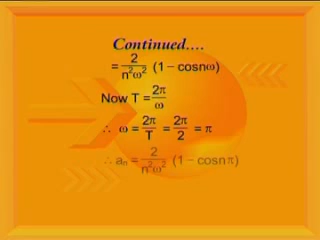 Continued....
= 2/n²ω² (1 – cosnω)
Now T = 2π/ω
∴ ω = 2π/T = 2π/2 = π
∴ aₙ = 2/n²ω² (1 – cosnπ)